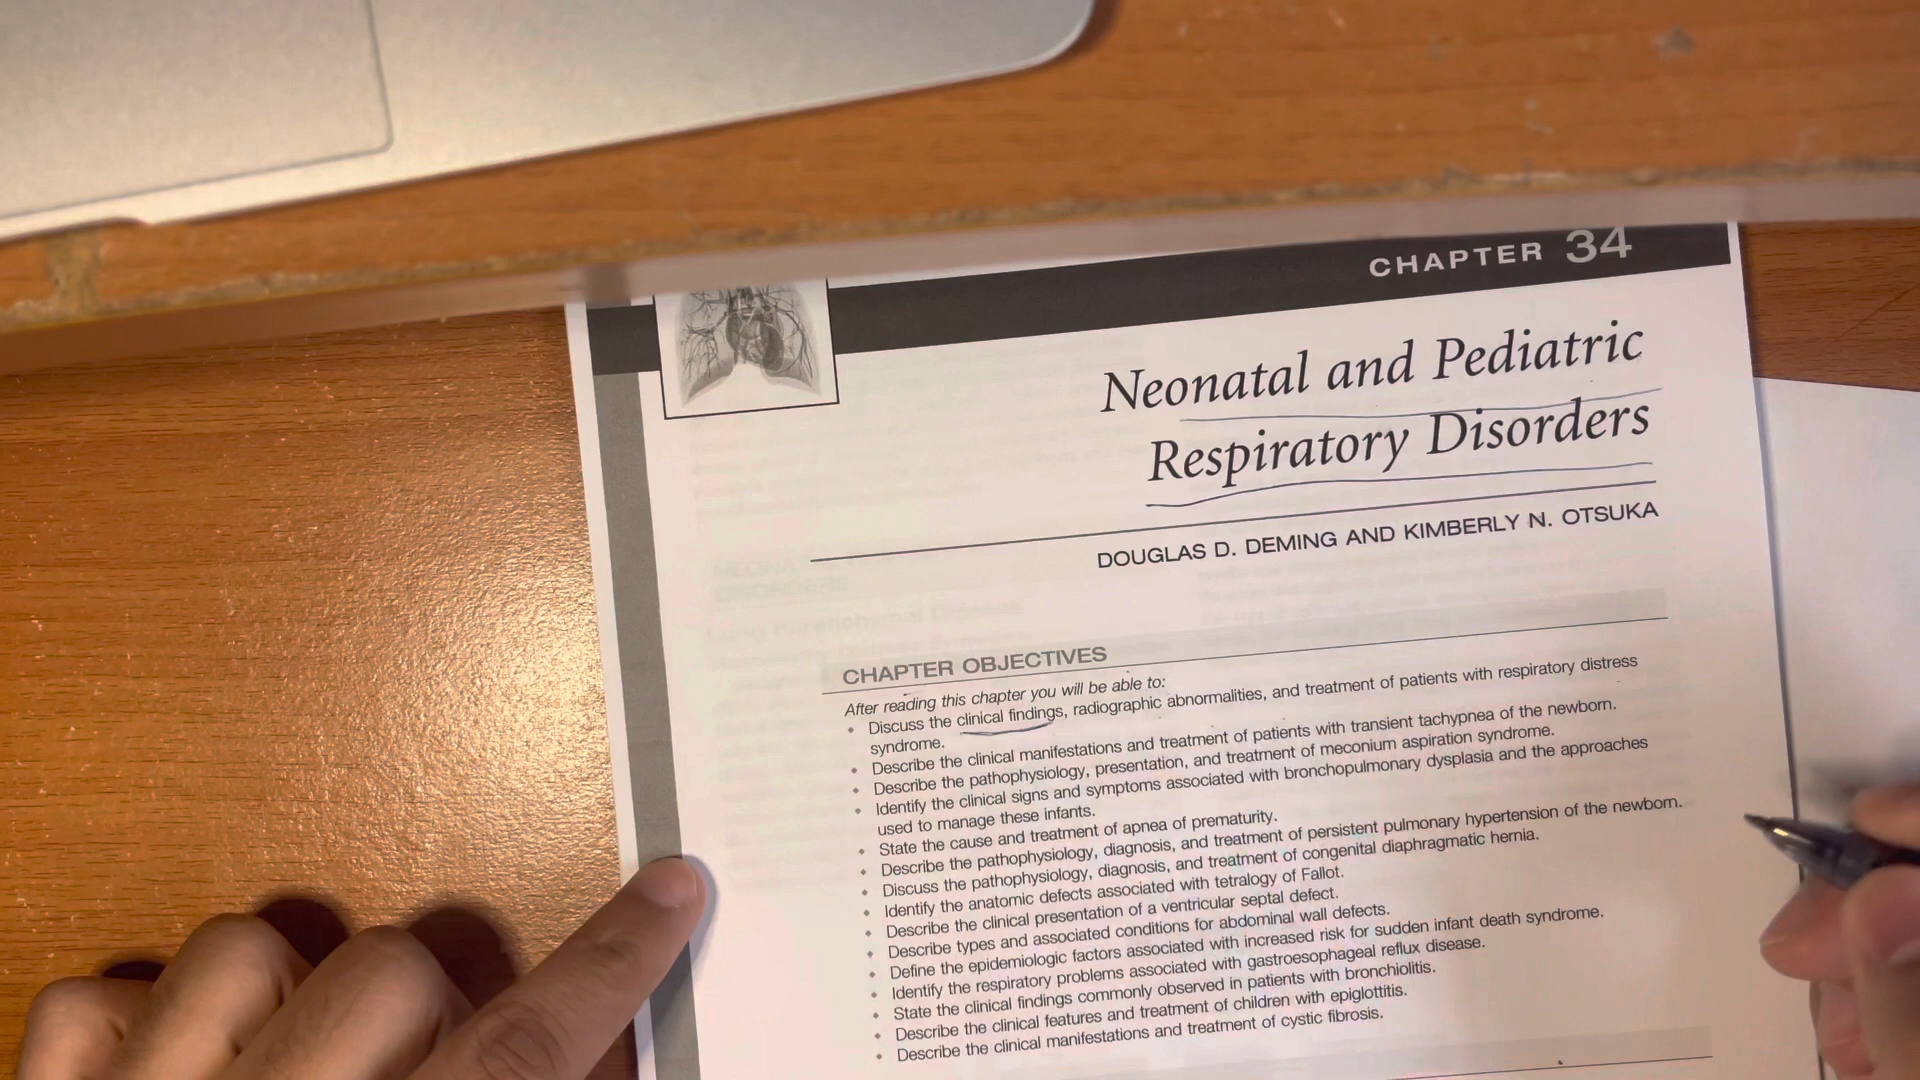 CHAPTER 34
Neonatal and Pediatric
Respiratory Disorders
DOUGLAS D. DEMING AND KIMBERLY N. OTSUKA
CHAPTER OBJECTIVES
After reading this chapter you will be able to:
• Discuss the clinical findings, radiographic abnormalities, and treatment of patients with respiratory distress
syndrome.
• Describe the clinical manifestations and treatment of patients with transient tachypnea of the newborn.
• Describe the pathophysiology, presentation, and treatment of meconium aspiration syndrome.
• Identify the clinical signs and symptoms associated with bronchopulmonary dysplasia and the approaches
used to manage these infants.
• State the cause and treatment of apnea of prematurity.
• Describe the pathophysiology, diagnosis, and treatment of persistent pulmonary hypertension of the newborn.
• Discuss the pathophysiology, diagnosis, and treatment of congenital diaphragmatic hernia.
• Identify the anatomic defects associated with tetralogy of Fallot.
• Describe the clinical presentation of a ventricular septal defect.
• Describe types and associated conditions for abdominal wall defects.
• Define the epidemiologic factors associated with increased risk for sudden infant death syndrome.
• Identify the respiratory problems associated with gastroesophageal reflux disease.
• State the clinical findings commonly observed in patients with bronchiolitis.
• Describe the clinical features and treatment of children with epiglottitis.
• Describe the clinical manifestations and treatment of cystic fibrosis.